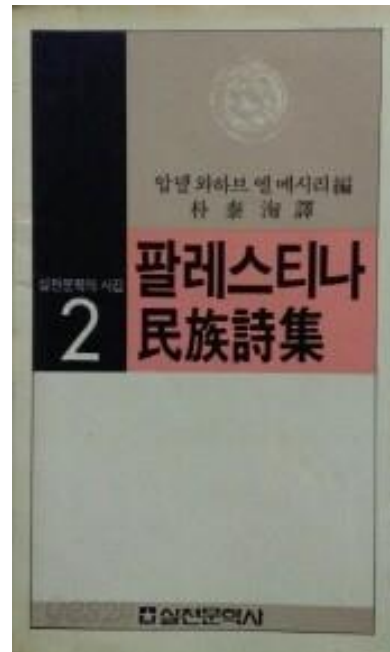 압델 와하브 엘 메시리 編
朴泰洵 譯
실천문학의 시집
2
팔레스티나
民族詩集
실천문학사